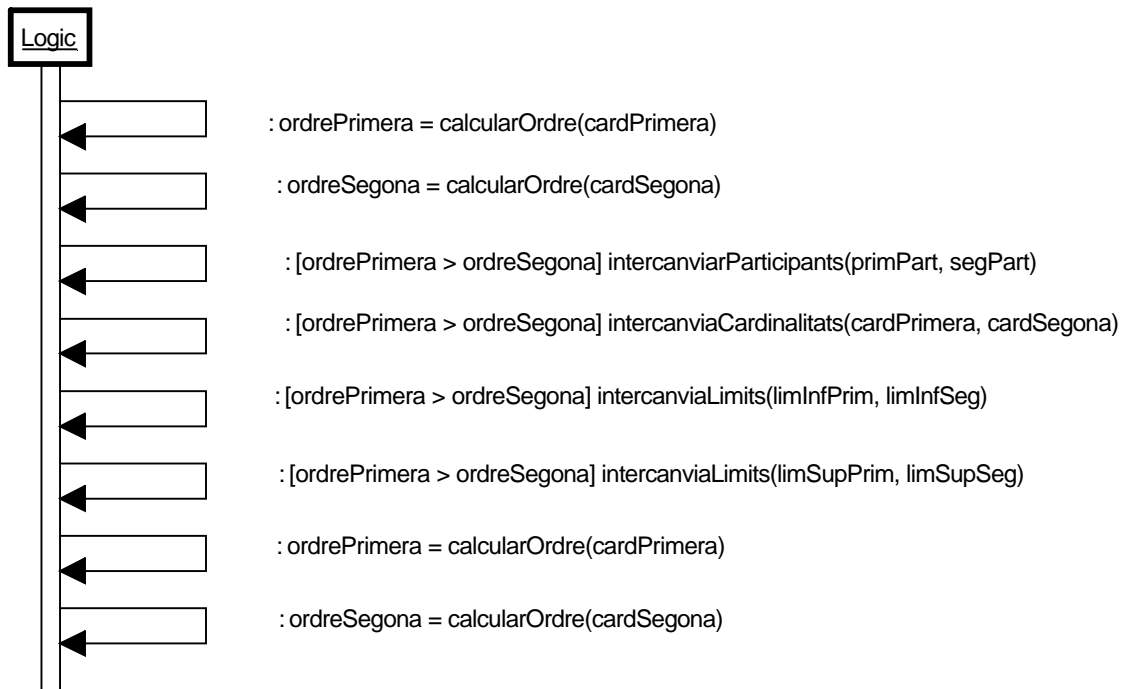 Logic
: ordrePrimera = calcularOrdre(cardPrimera)
: ordreSegona = calcularOrdre(cardSegona)
: [ordrePrimera > ordreSegona] intercanviarParticipants(primPart, segPart)
: [ordrePrimera > ordreSegona] intercanviaCardinalitats(cardPrimera, cardSegona)
: [ordrePrimera > ordreSegona] intercanviaLimits(limInfPrim, limInfSeg)
: [ordrePrimera > ordreSegona] intercanviaLimits(limSupPrim, limSupSeg)
: ordrePrimera = calcularOrdre(cardPrimera)
: ordreSegona = calcularOrdre(cardSegona)